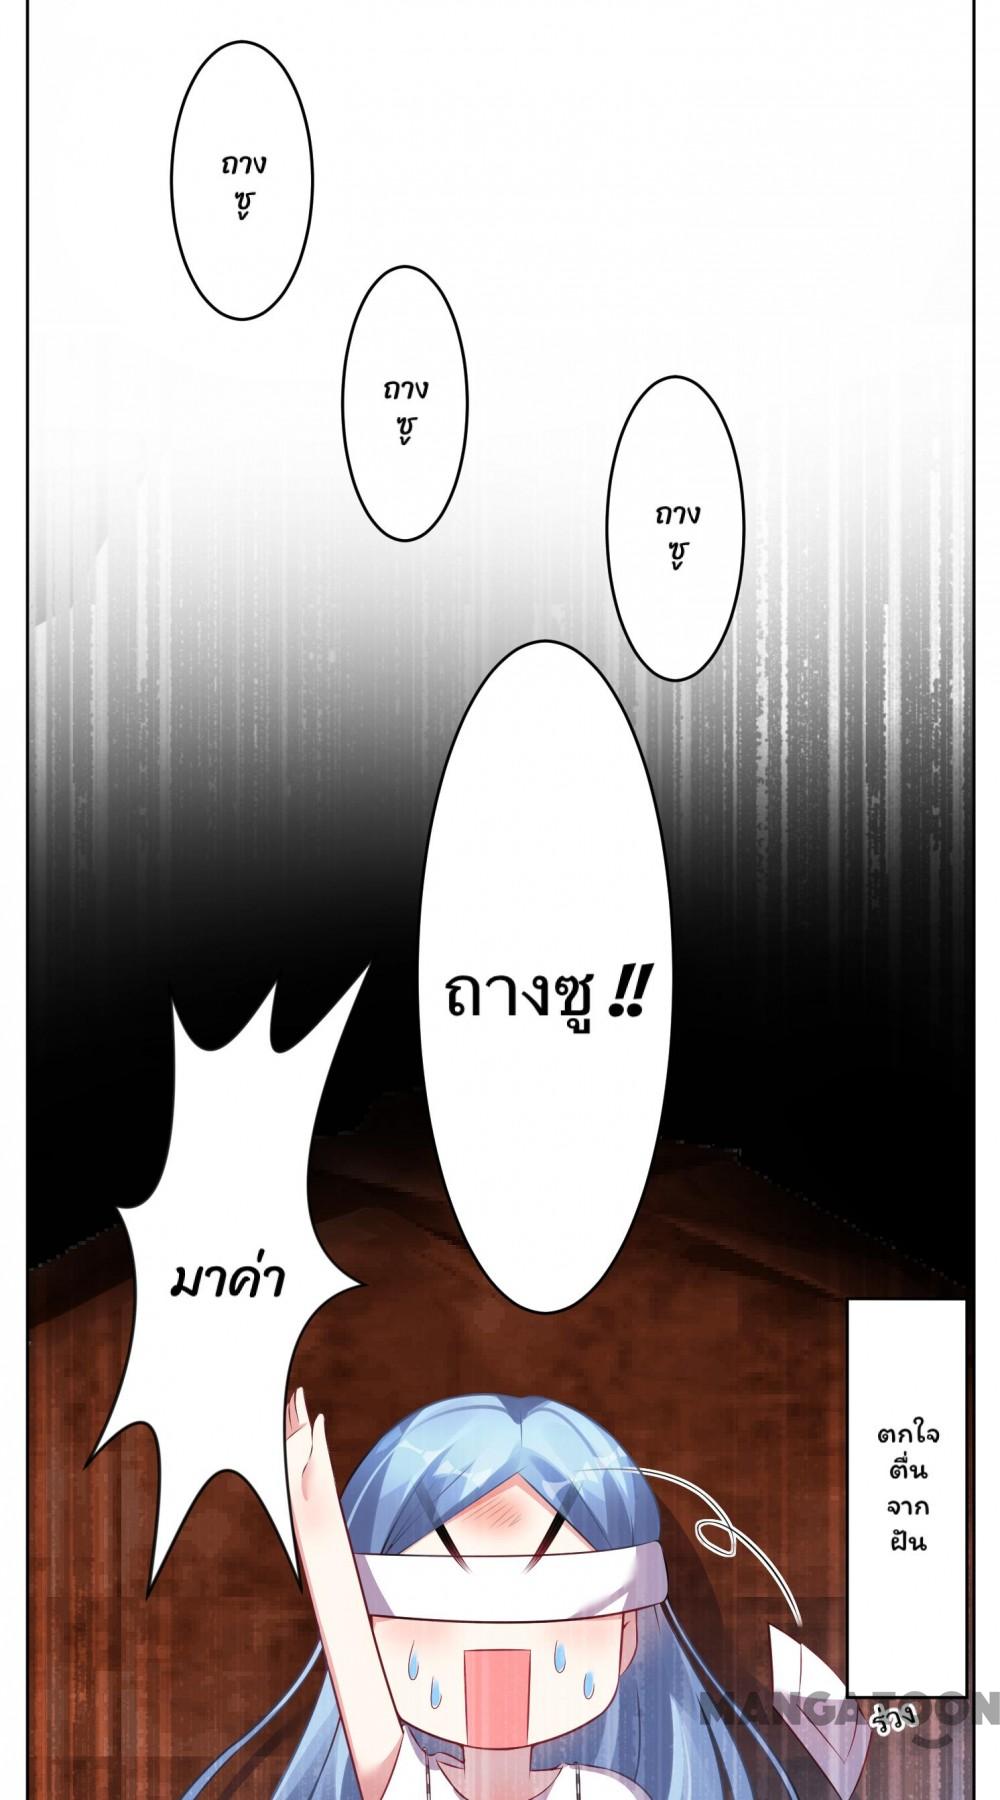 ถาง
ซู
ถาง
ซู
ถาง
ซู
ถางซู !!
มาค่า
ตกใจ
ตื่น
จาก
ฝัน
ร่วง
MANGATOON